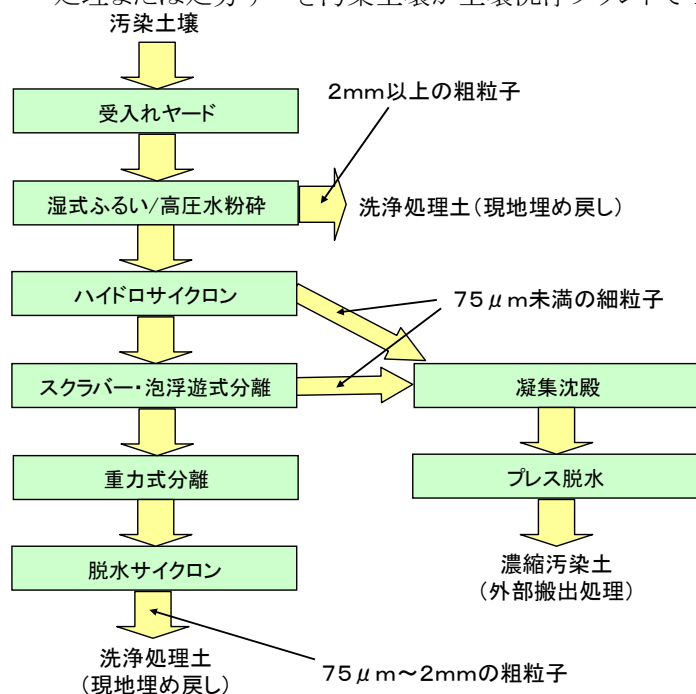 汚染土壌
2mm以上の粗粒子
受入れヤード
湿式ふるい/高圧水粉砕
洗浄処理土(現地埋め戻し)
ハイドロサイクロン
75μm未満の細粒子
スクラバー・泡浮遊式分離
凝集沈殿
重力式分離
プレス脱水
脱水サイクロン
濃縮汚染土
(外部搬出処理)
洗浄処理土
(現地埋め戻し)
75μm～2mmの粗粒子